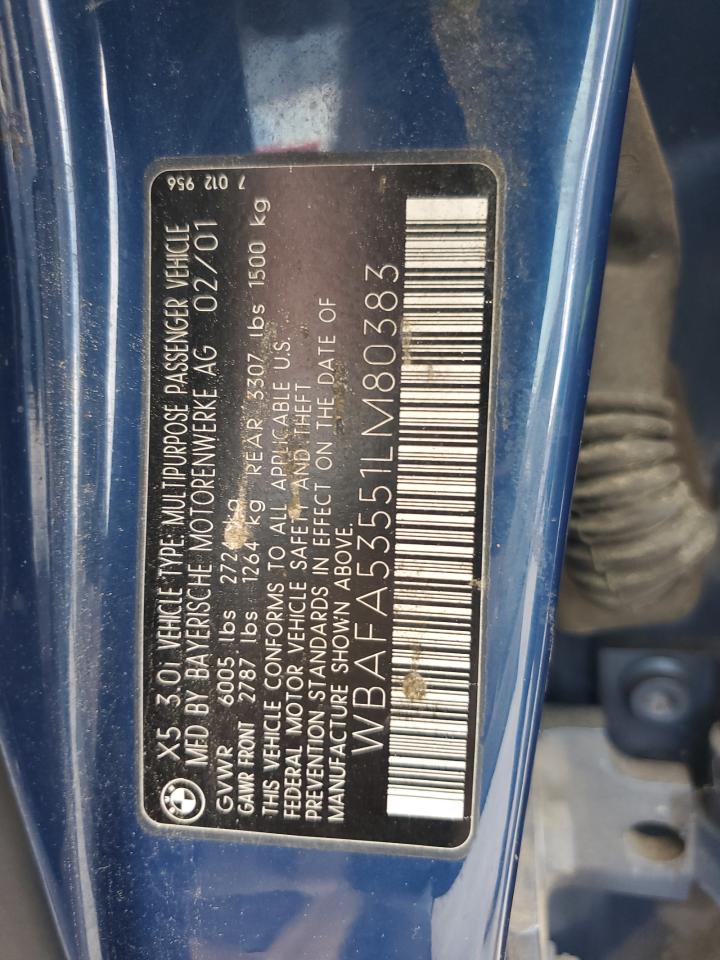 7 012 956
X5 3.0i VEHICLE TYPE: MULTIPURPOSE PASSENGER VEHICLE
MFD BY BAYERISCHE MOTORENWERKE AG 02/01
GVWR 6005 lbs kg
GAWR FRONT 2787 lbs 1264 kg REAR 3307 lbs 1500 kg
THIS VEHICLE CONFORMS TO ALL APPLICABLE U.S.
FEDERAL MOTOR VEHICLE SAFETY AND THEFT
PREVENTION STANDARDS IN EFFECT ON THE DATE OF
MANUFACTURE SHOWN ABOVE.
WBAFA53551LM80383